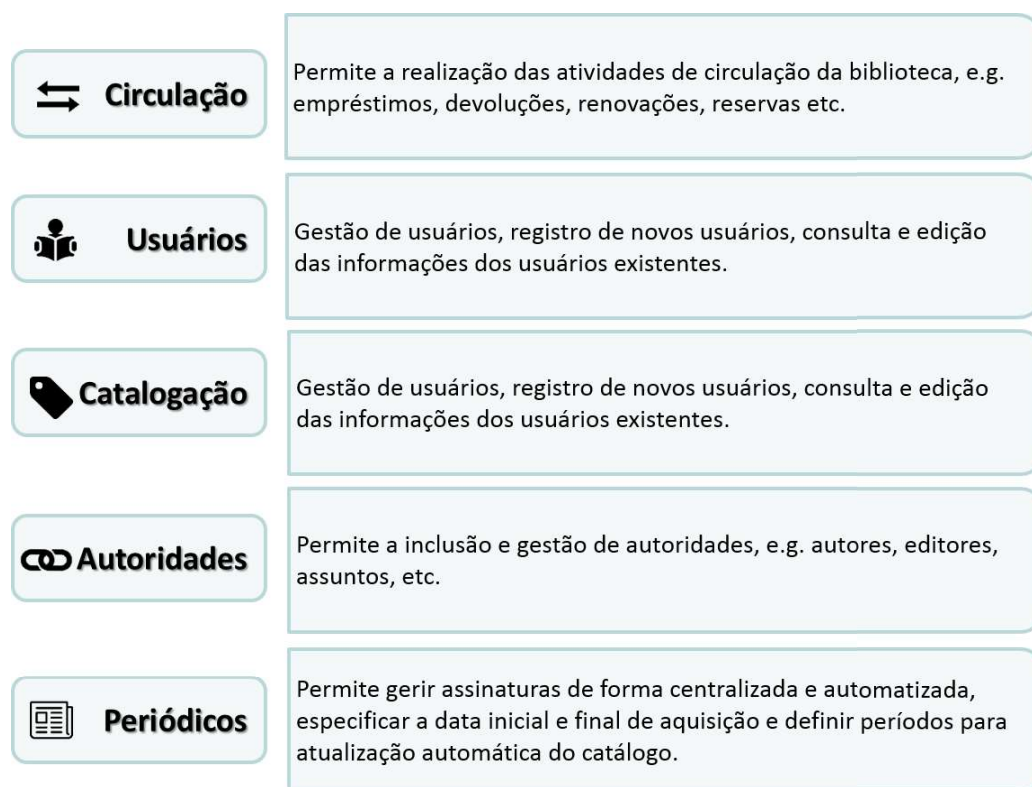 Circulação
Permite a realização das atividades de circulação da biblioteca, e.g.
empréstimos, devoluções, renovações, reservas etc.
Usuários
Gestão de usuários, registro de novos usuários, consulta e edição
das informações dos usuários existentes.
Catalogação
Gestão de usuários, registro de novos usuários, consulta e edição
das informações dos usuários existentes.
Autoridades
Permite a inclusão e gestão de autoridades, e.g. autores, editores,
assuntos, etc.
Periódicos
Permite gerir assinaturas de forma centralizada e automatizada,
especificar a data inicial e final de aquisição e definir períodos para
atualização automática do catálogo.